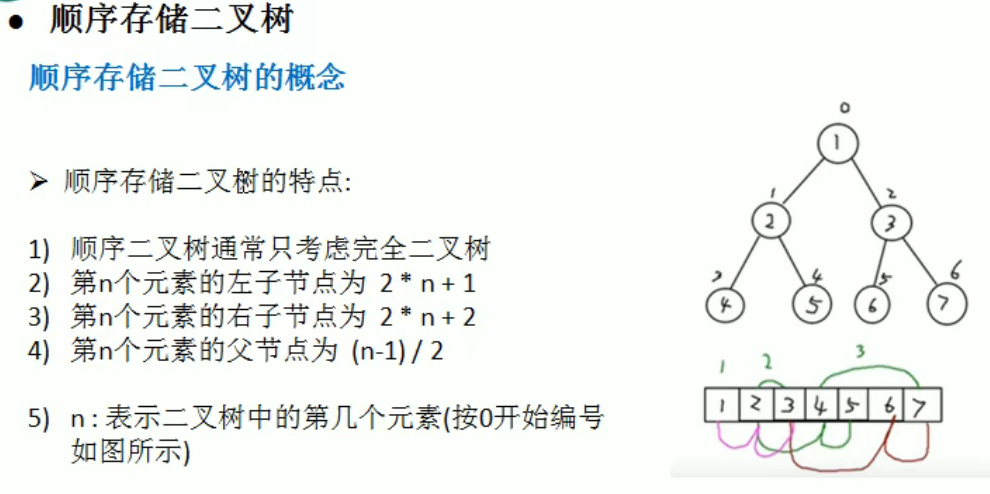 ● 顺序存储二叉树
顺序存储二叉树的概念
➤ 顺序存储二叉树的特点:
1) 顺序二叉树通常只考虑完全二叉树
2) 第n个元素的左子节点为 2 * n + 1
3) 第n个元素的右子节点为 2 * n + 2
4) 第n个元素的父节点为 (n-1) / 2
5) n : 表示二叉树中的第几个元素(按0开始编号
如图所示)
0
1
1 2
2 3
3 4 5 6
4 5 6 7
1 2 3
1 2 3 4 5 6 7